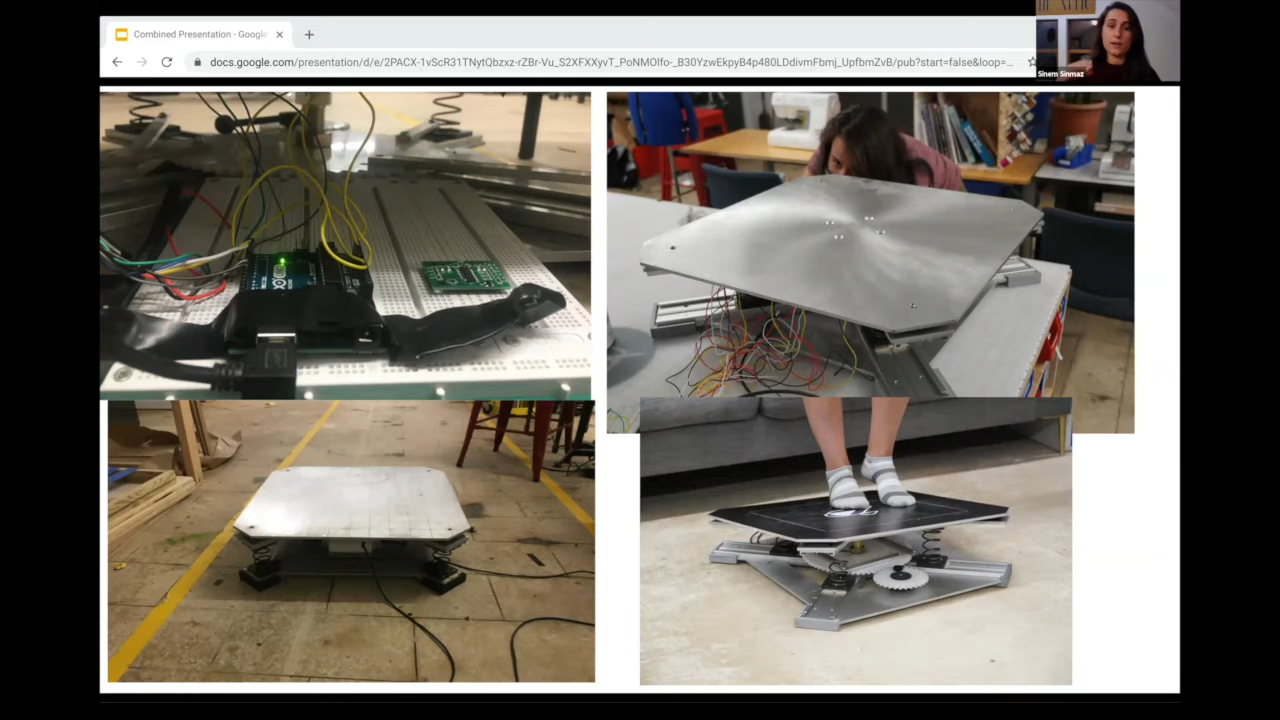 Combined Presentation - Google
docs.google.com/presentation/d/e/2PACX-1vScR31TNytQbzxz-rZBr-Vu_S2XFXXyvT_PoNMOlfo-_B30YzwEkpyB4p480LDdivmFbmj_UpfbmZvB/pub?start=false&loop=...
Sinem Sinmaz